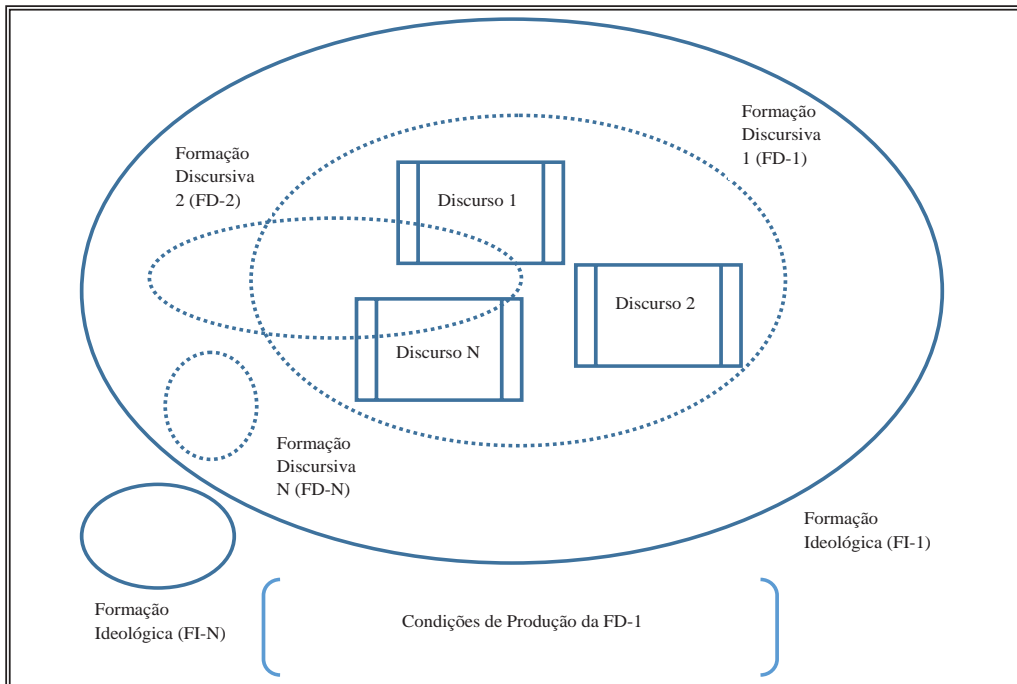 Formação
Discursiva
1 (FD-1)
Formação
Discursiva
2 (FD-2)
Discurso 1
Discurso 2
Discurso N
Formação
Discursiva
N (FD-N)
Formação
Ideológica (FI-1)
Formação
Ideológica (FI-N)
Condições de Produção da FD-1